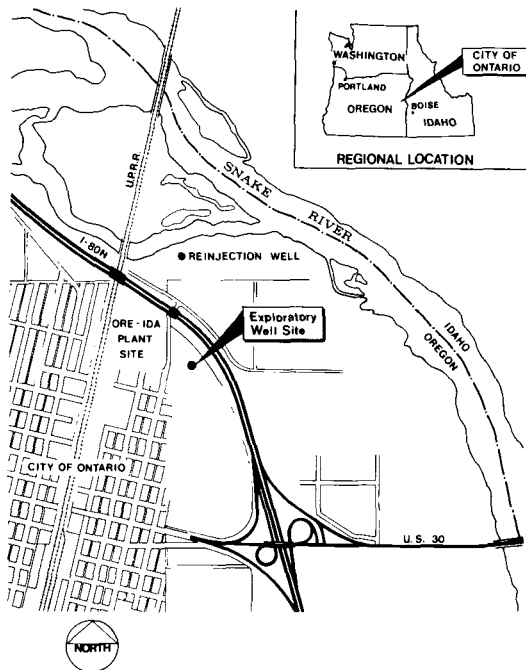 WASHINGTON
PORTLAND
OREGON
BOISE
IDAHO
CITY OF
ONTARIO
REGIONAL LOCATION
U.P.R.R.
SNAKE
RIVER
I-80N
REINJECTION WELL
IDAHO
OREGON
ORE-IDA
PLANT
SITE
Exploratory
Well Site
CITY OF ONTARIO
U.S. 30
NORTH